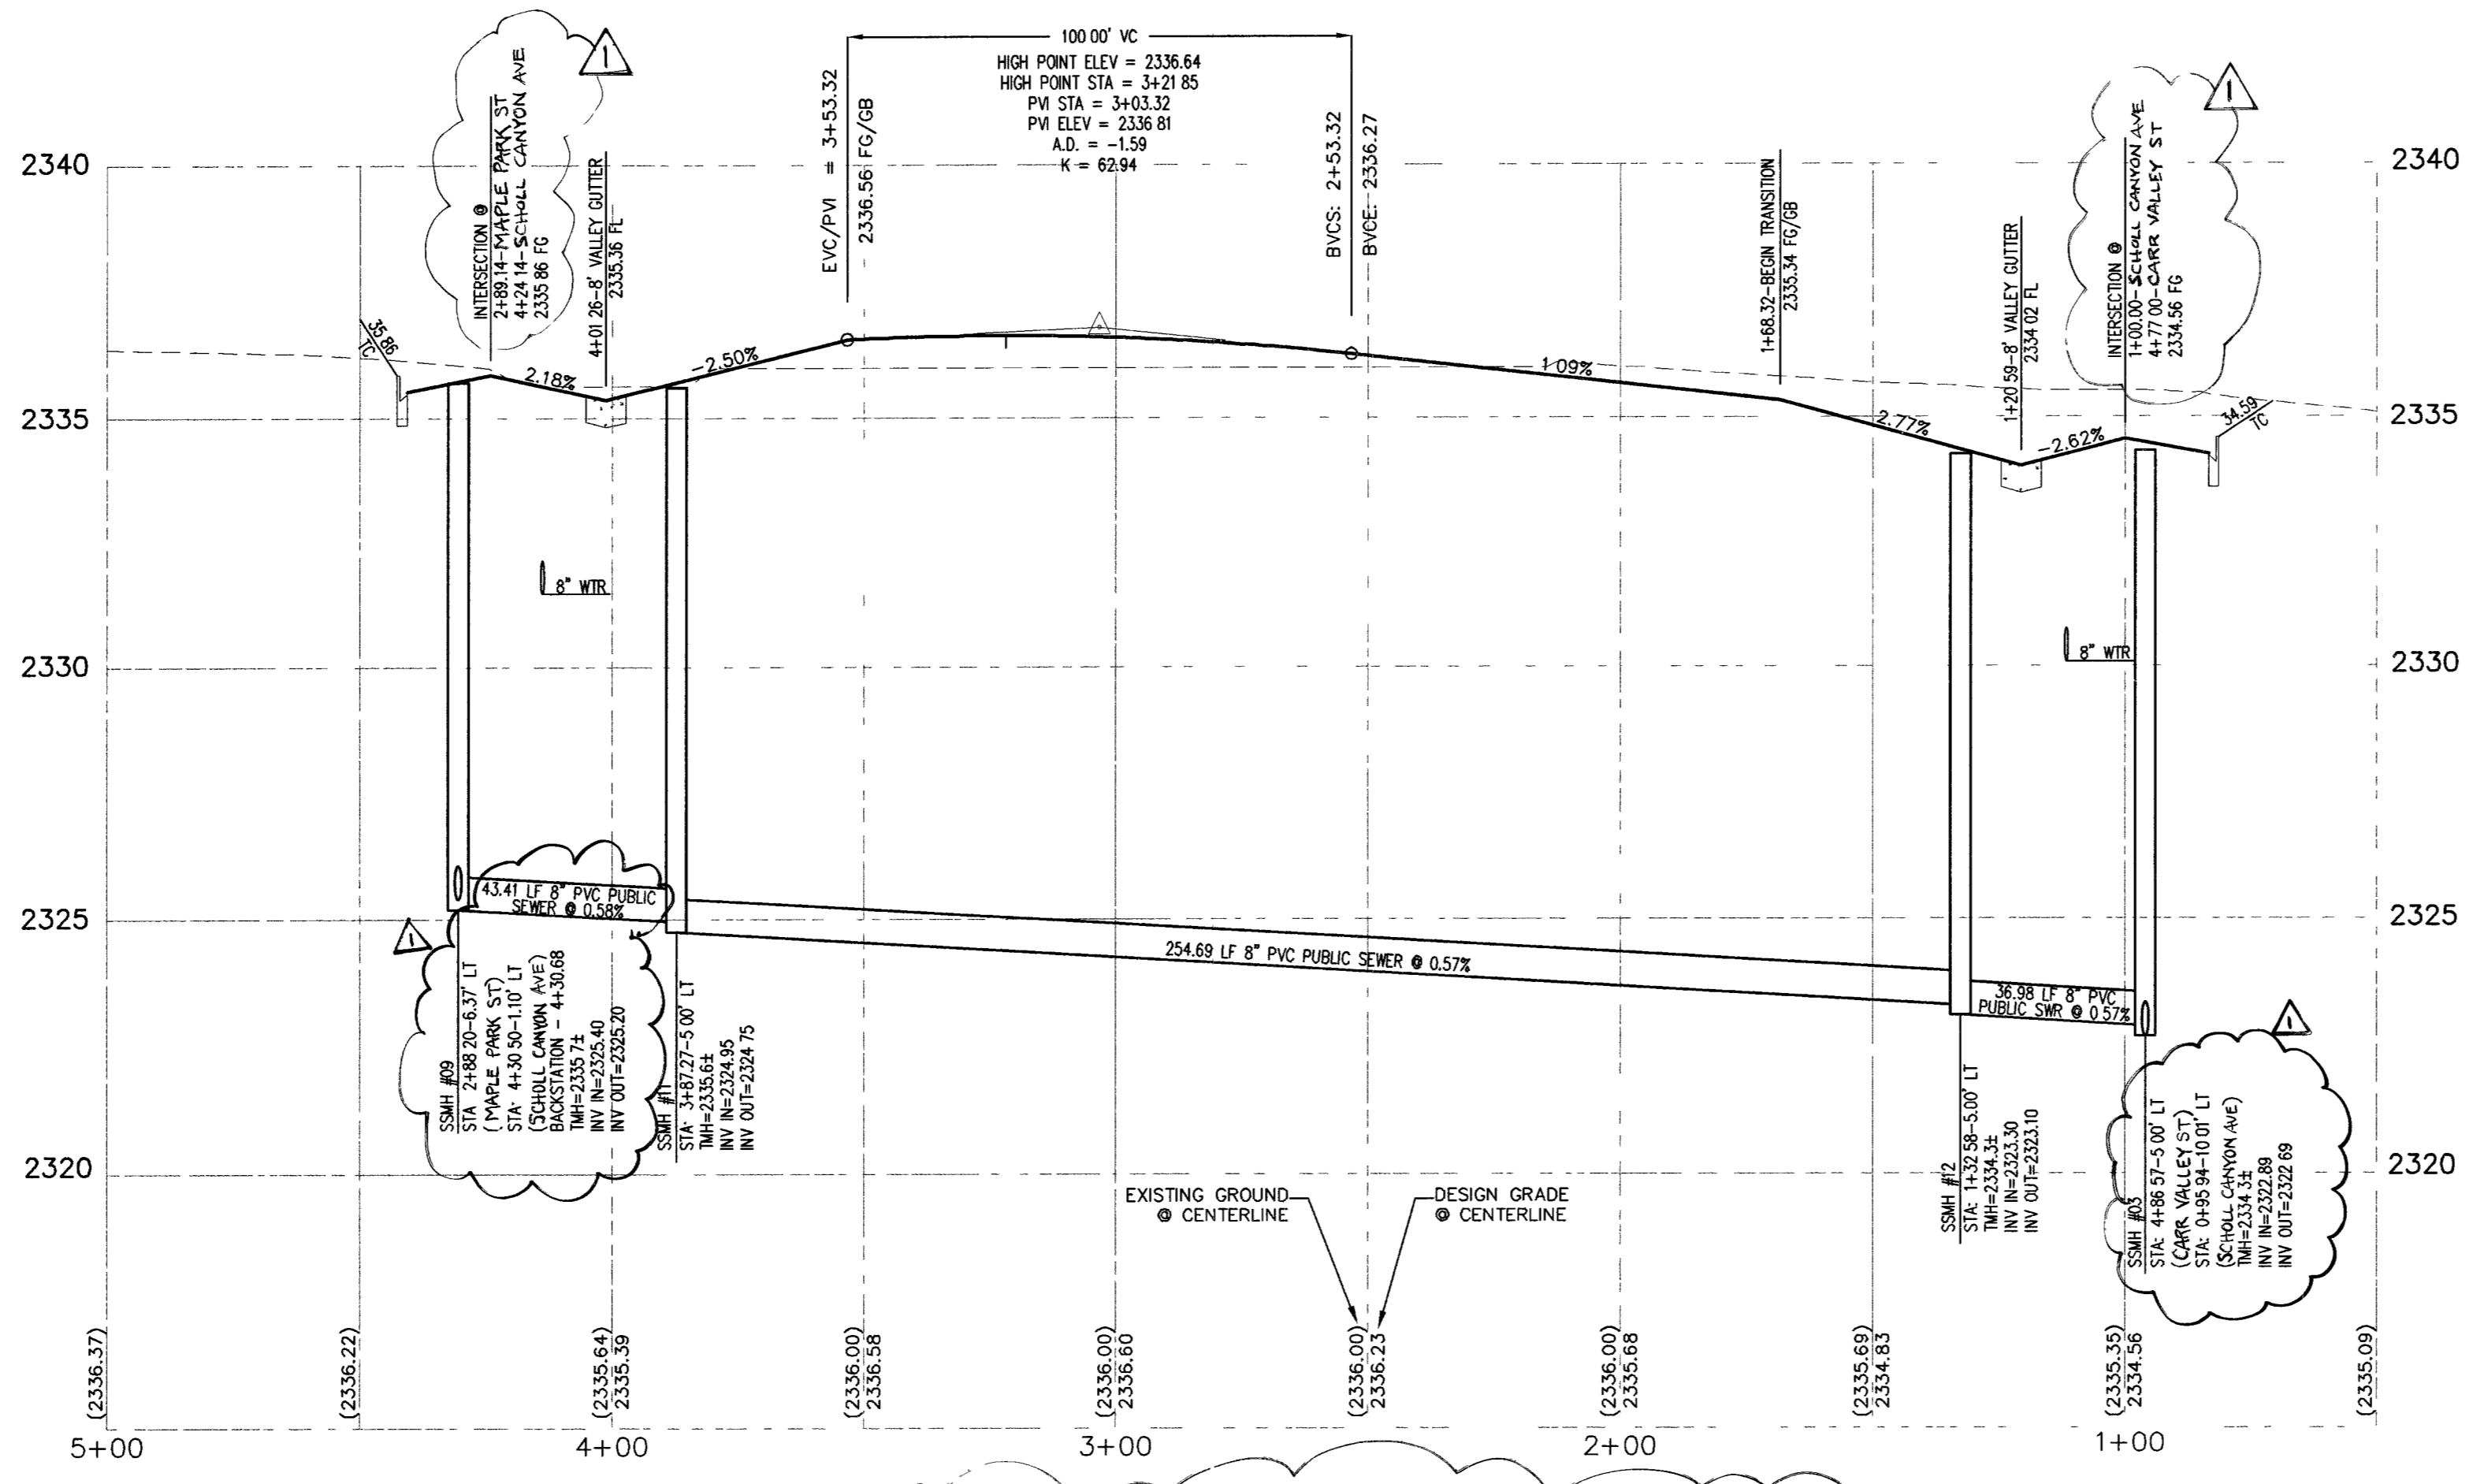 100 00' VC
HIGH POINT ELEV = 2336.64
HIGH POINT STA = 3+21 85
PVI STA = 3+03.32
PVI ELEV = 2336 81
A.D. = -1.59
K = 62.94
1
INTERSECTION @
2+89.14-MAPLE PARK ST
4+24 14-SCHOLL CANYON AVE
2335 86 FG
4+01 26-8' VALLEY GUTTER
2335.36 FL
EVC/PVI = 3+53.32
2336.56 FG/GB
BVCS: 2+53.32
BVCE: 2336.27
1+68.32-BEGIN TRANSITION
2335.34 FG/GB
1+20 59-8' VALLEY GUTTER
2334 02 FL
1
INTERSECTION @
1+00.00-SCHOLL CANYON AVE
4+77 00-CARR VALLEY ST
2334.56 FG
2340
2340
35.86
TC
2.18%
-2.50%
1.09%
2.77%
-2.62%
34.59
TC
2335
2335
8" WTR
8" WTR
2330
2330
43.41 LF 8" PVC PUBLIC
SEWER @ 0.58%
2325
2325
254.69 LF 8" PVC PUBLIC SEWER @ 0.57%
36.98 LF 8" PVC
PUBLIC SWR @ 0 57%
1
SSMH #09
STA 2+88 20-6.37' LT
(MAPLE PARK ST)
STA· 4+30 50-1.10' LT
(SCHOLL CANYON AVE)
BACKSTATION - 4+30.68
TMH=2335 7±
INV IN=2325.40
INV OUT=2325.20
SSMH #11
STA· 3+87.27-5 00' LT
TMH=2335.6±
INV IN=2324.95
INV OUT=2324 75
SSMH #12
STA: 1+32 58-5.00' LT
TMH=2334.3±
INV IN=2323.30
INV OUT=2323.10
1
SSMH #03
STA: 4+86 57-5 00' LT
(CARR VALLEY ST)
STA: 0+95 94-10 01' LT
(SCHOLL CANYON AVE)
TMH=2334 3±
INV IN=2322.89
INV OUT=2322 69
2320
2320
EXISTING GROUND
@ CENTERLINE
DESIGN GRADE
@ CENTERLINE
(2336.37)
(2336.22)
(2335.64)
2335.39
(2336.00)
2336.58
(2336.00)
2336.60
(2336.00)
2336.23
(2336.00)
2335.68
(2335.69)
2334.83
(2335.35)
2334.56
(2335.09)
5+00
4+00
3+00
2+00
1+00